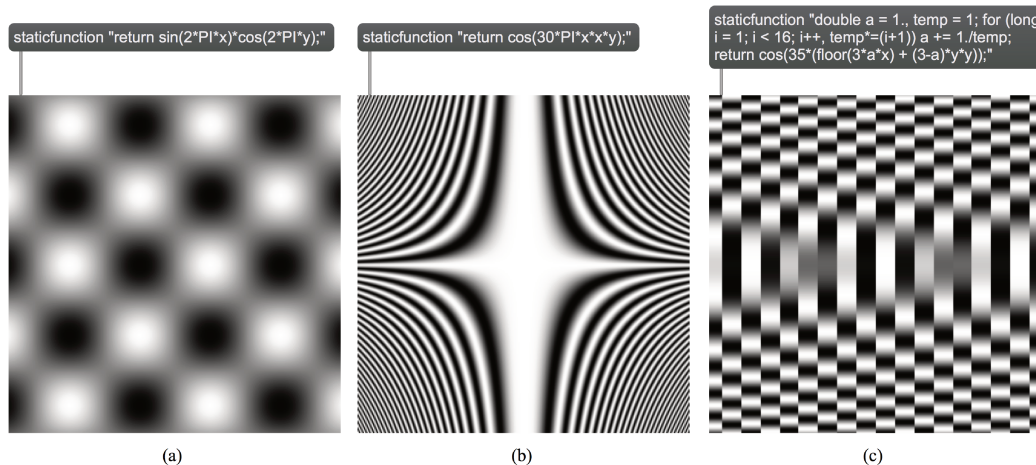 staticfunction "return sin(2*PI*x)*cos(2*PI*y);"
staticfunction "return cos(30*PI*x*x*y);"
staticfunction "double a = 1., temp = 1; for (long
i = 1; i < 16; i++, temp*=(i+1)) a += 1./temp;
return cos(35*(floor(3*a*x) + (3-a)*y*y));"
(a)
(b)
(c)